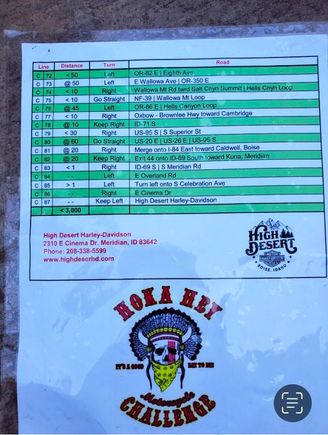 Line Distance Turn Road
C 72 < 50 Left OR-82 E | Eighth Ave
C 73 @ 50 Left E Wallowa Ave | OR-350 E
C 74 < 10 Right Wallowa Mt Rd twrd Salt Cryn Summit | Hells Cnyn Loop
C 75 < 10 Go Straight NF-39 | Wallowa Mt Loop
C 76 @ 45 Left OR-86 E | Hells Canyon Loop
C 77 < 10 Right Oxbow - Brownlee Hwy toward Cambridge
C 78 @ 10 Keep Right ID-71 S
C 79 < 30 Right US-95 S | S Superior St
C 80 @ 60 Go Straight US-20 E | US-26 E | US-95 S
C 81 @ 20 Right Merge onto I-84 East toward Caldwell, Boise
C 82 @ 20 Keep Right Exit 44 onto ID-69 South toward Kuna, Meridian
C 83 < 1 Right ID-69 S | S Meridian Rd
C 84 -- Left E Overland Rd
C 85 > 1 Left Turn left onto S Celebration Ave
C 86 -- Right E Cinema Dr
C 87 -- Keep Left High Desert Harley-Davidson
< 3,000
High Desert Harley-Davidson
2310 E Cinema Dr. Meridian, ID 83642
Phone: 208-338-5599
www.highdeserthd.com
HIGH
DESERT
BOISE, IDAHO
HOKA HEY
IT'S A GOOD DAY TO DIE
Motorcycle
CHALLENGE